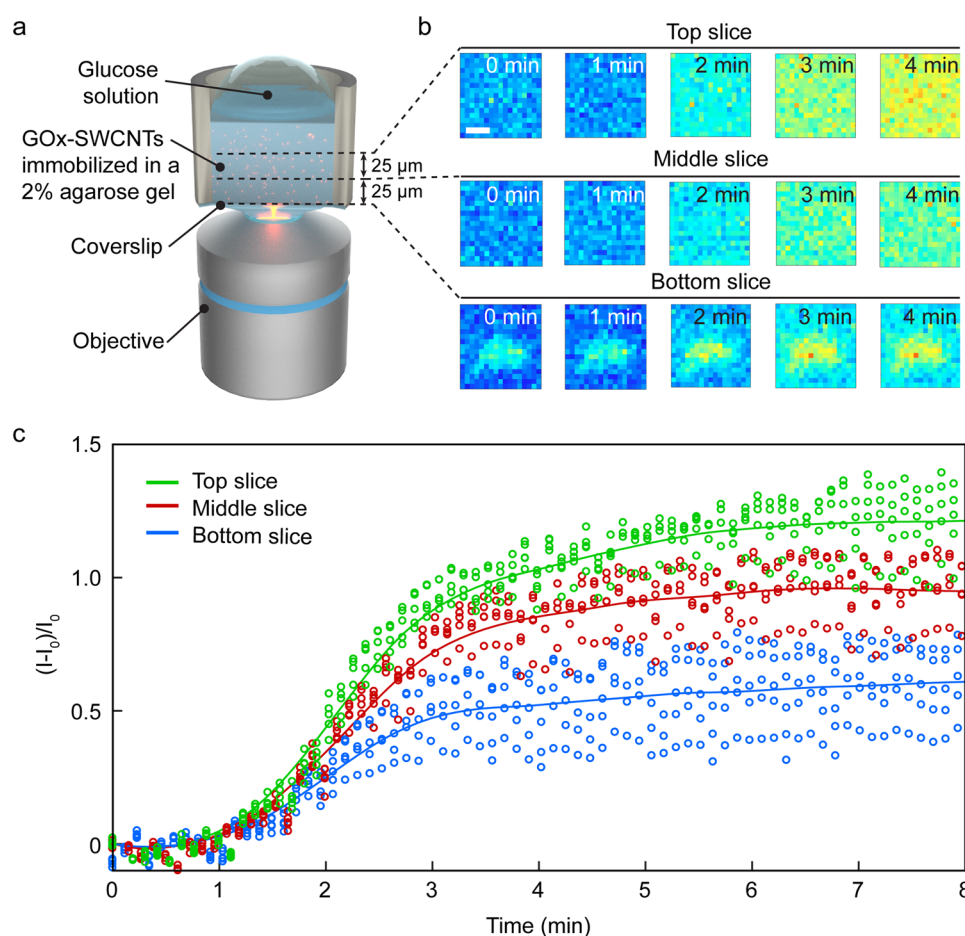 a
Glucose
solution
GOx-SWCNTs
immobilized in a
2% agarose gel
Coverslip
Objective
25 µm
25 µm
b
Top slice
0 min 1 min 2 min 3 min 4 min
Middle slice
0 min 1 min 2 min 3 min 4 min
Bottom slice
0 min 1 min 2 min 3 min 4 min
c
Top slice
Middle slice
Bottom slice
1.5
1.0
0.5
0
(I-I₀)/I₀
0 1 2 3 4 5 6 7 8
Time (min)